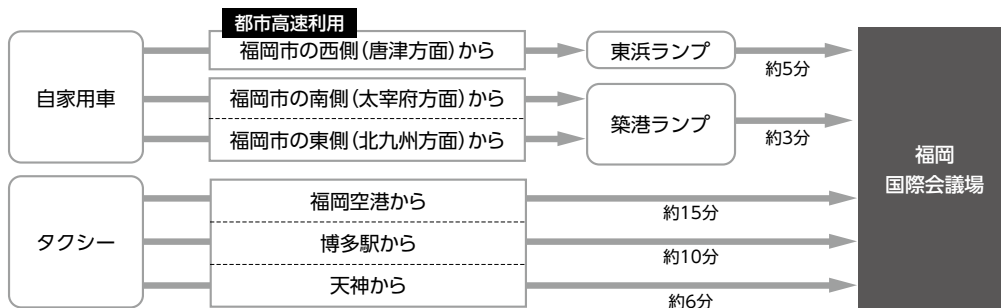 都市高速利用
自家用車
福岡市の西側(唐津方面)から
東浜ランプ
約5分
福岡市の南側(太宰府方面)から
福岡市の東側(北九州方面)から
築港ランプ
約3分
福岡
国際会議場
タクシー
福岡空港から
約15分
博多駅から
約10分
天神から
約6分